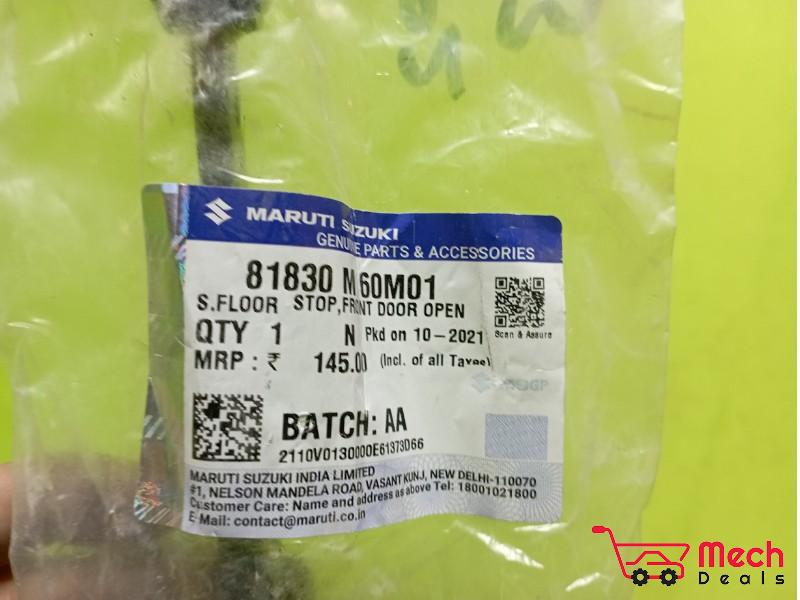 MARUTI SUZUKI
GENUINE PARTS & ACCESSORIES
81830 M60M01
S.FLOOR STOP,FRONT DOOR OPEN
QTY 1 N Pkd on 10-2021
Scan & Assure
MRP : ₹ 145.00 (Incl. of all Taxes)
BATCH: AA
MARUTI SUZUKI INDIA LIMITED
#1, NELSON MANDELA ROAD, VASANT KUNJ, NEW DELHI-110070
Customer Care: Name and address as above Tel: 18001021800
E-Mail: contact@maruti.co.in
Mech
Deals